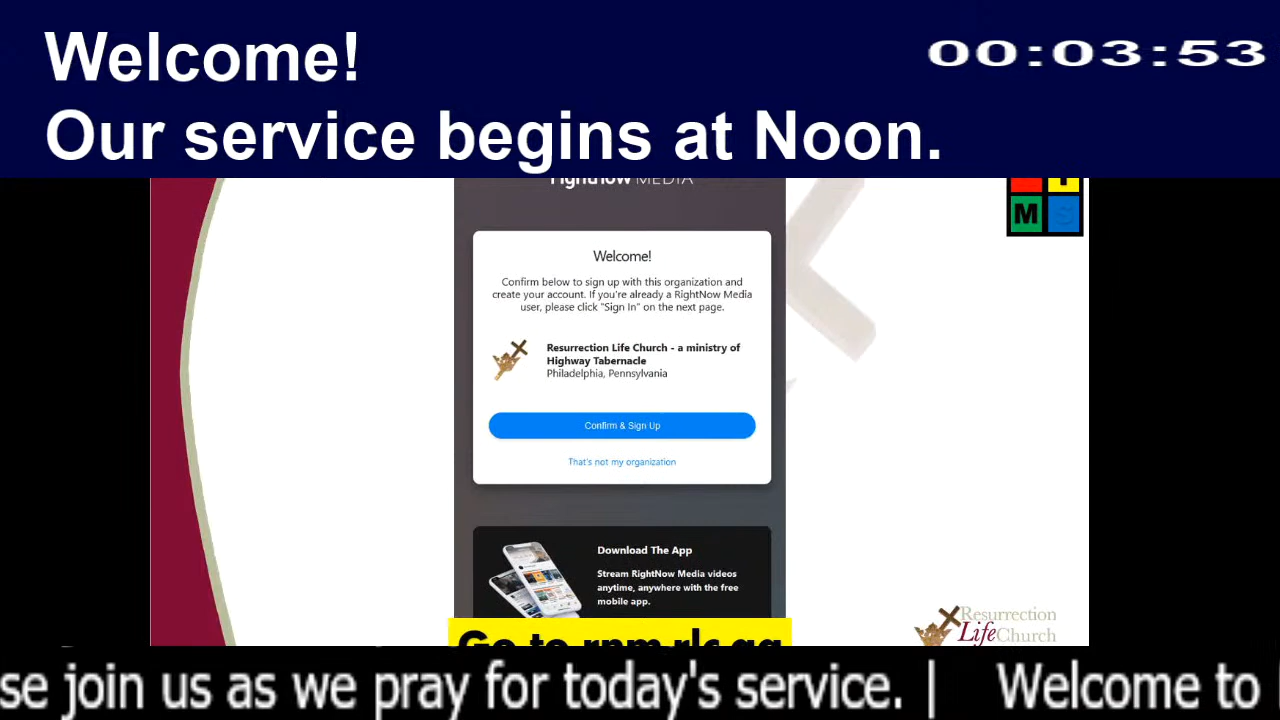 Welcome!
00:03:53
Our service begins at Noon.
rightnow MEDIA
M S
Welcome!
Confirm below to sign up with this organization and
create your account. If you're already a RightNow Media
user, please click "Sign In" on the next page.
Resurrection Life Church - a ministry of
Highway Tabernacle
Philadelphia, Pennsylvania
Confirm & Sign Up
That's not my organization
Download The App
Stream RightNow Media videos
anytime, anywhere with the free
mobile app.
Resurrection
LifeChurch
Go to
se join us as we pray for today's service. | Welcome to